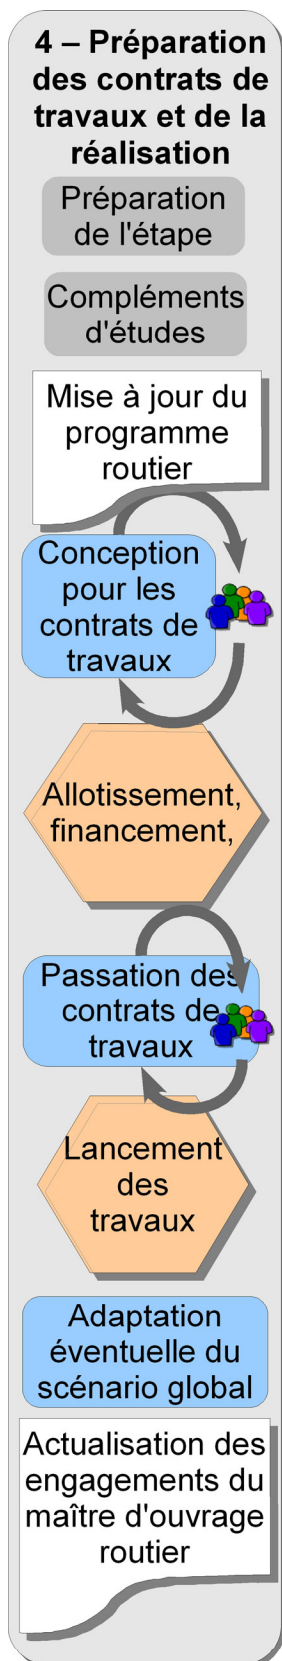 4 – Préparation
des contrats de
travaux et de la
réalisation
Préparation
de l'étape
Compléments
d'études
Mise à jour du
programme
routier
Conception
pour les
contrats de
travaux
Allotissement,
financement,
Passation des
contrats de
travaux
Lancement
des
travaux
Adaptation
éventuelle du
scénario global
Actualisation des
engagements du
maître d'ouvrage
routier